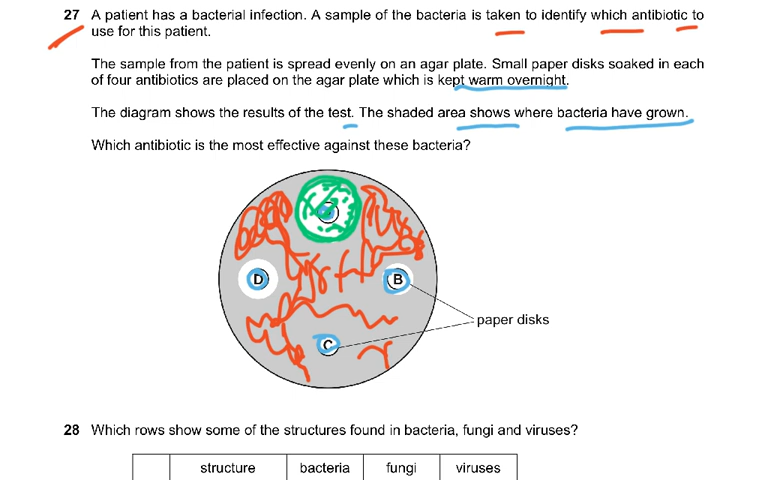 27 A patient has a bacterial infection. A sample of the bacteria is taken to identify which antibiotic to
use for this patient.
The sample from the patient is spread evenly on an agar plate. Small paper disks soaked in each
of four antibiotics are placed on the agar plate which is kept warm overnight.
The diagram shows the results of the test. The shaded area shows where bacteria have grown.
Which antibiotic is the most effective against these bacteria?
D
B
paper disks
C
28 Which rows show some of the structures found in bacteria, fungi and viruses?
structure bacteria fungi viruses